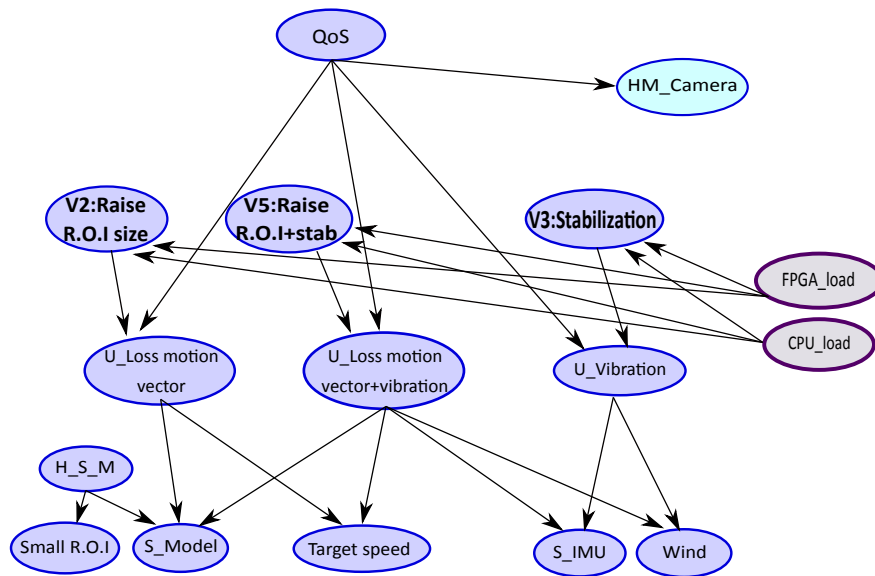 QoS
HM_Camera
V2:Raise
R.O.I size
V5:Raise
R.O.I+stab
V3:Stabilization
FPGA_load
CPU_load
U_Loss motion
vector
U_Loss motion
vector+vibration
U_Vibration
H_S_M
Small R.O.I
S_Model
Target speed
S_IMU
Wind